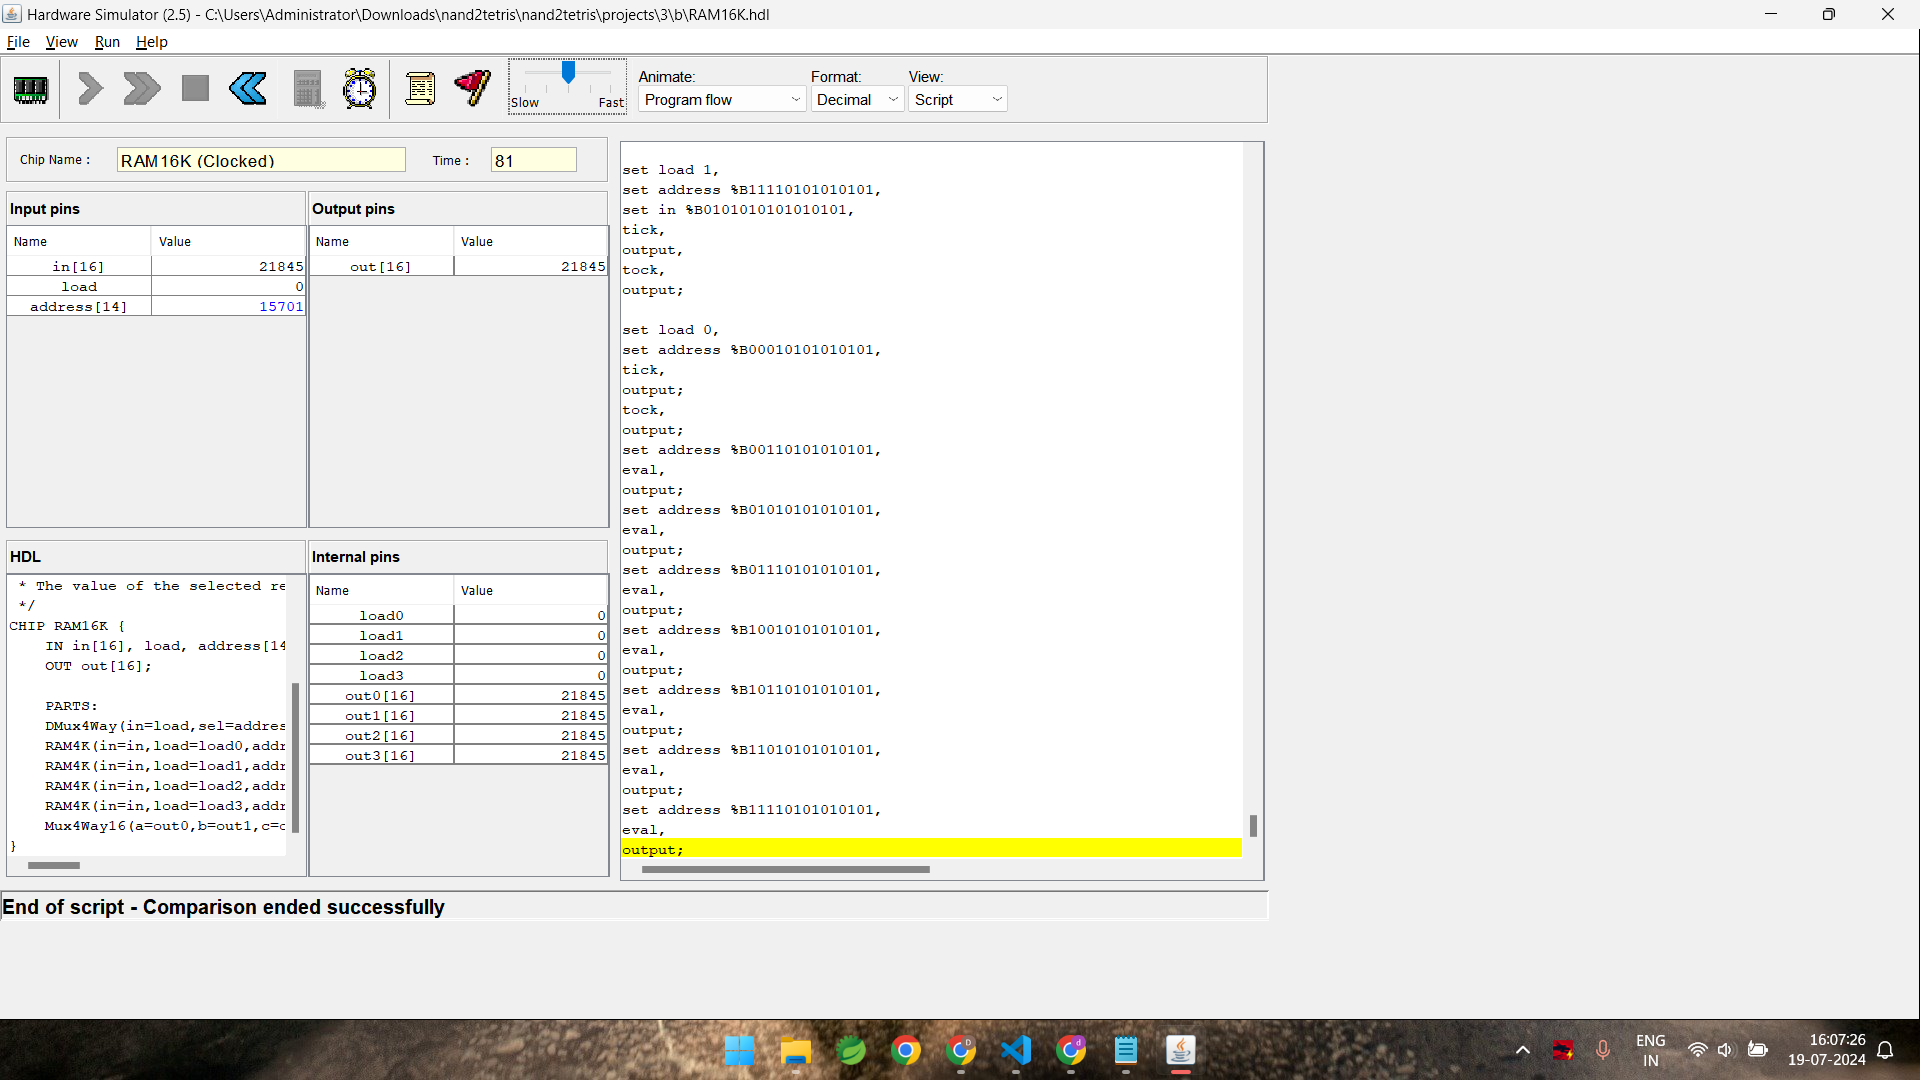 Hardware Simulator (2.5) - C:\Users\Administrator\Downloads\nand2tetris\nand2tetris\projects\3\b\RAM16K.hdl
File View Run Help
Slow Fast
Animate: Format: View:
Program flow Decimal Script
Chip Name : RAM16K (Clocked) Time : 81
Input pins
Name Value
in[16] 21845
load 0
address[14] 15701
Output pins
Name Value
out[16] 21845
HDL
* The value of the selected re
*/
CHIP RAM16K {
IN in[16], load, address[14
OUT out[16];
PARTS:
DMux4Way(in=load,sel=addres
RAM4K(in=in,load=load0,addr
RAM4K(in=in,load=load1,addr
RAM4K(in=in,load=load2,addr
RAM4K(in=in,load=load3,addr
Mux4Way16(a=out0,b=out1,c=c
}
Internal pins
Name Value
load0 0
load1 0
load2 0
load3 0
out0[16] 21845
out1[16] 21845
out2[16] 21845
out3[16] 21845
set load 1,
set address %B11110101010101,
set in %B0101010101010101,
tick,
output,
tock,
output;
set load 0,
set address %B00010101010101,
tick,
output;
tock,
output;
set address %B00110101010101,
eval,
output;
set address %B01010101010101,
eval,
output;
set address %B01110101010101,
eval,
output;
set address %B10010101010101,
eval,
output;
set address %B10110101010101,
eval,
output;
set address %B11010101010101,
eval,
output;
set address %B11110101010101,
eval,
output;
End of script - Comparison ended successfully
ENG
IN
16:07:26
19-07-2024